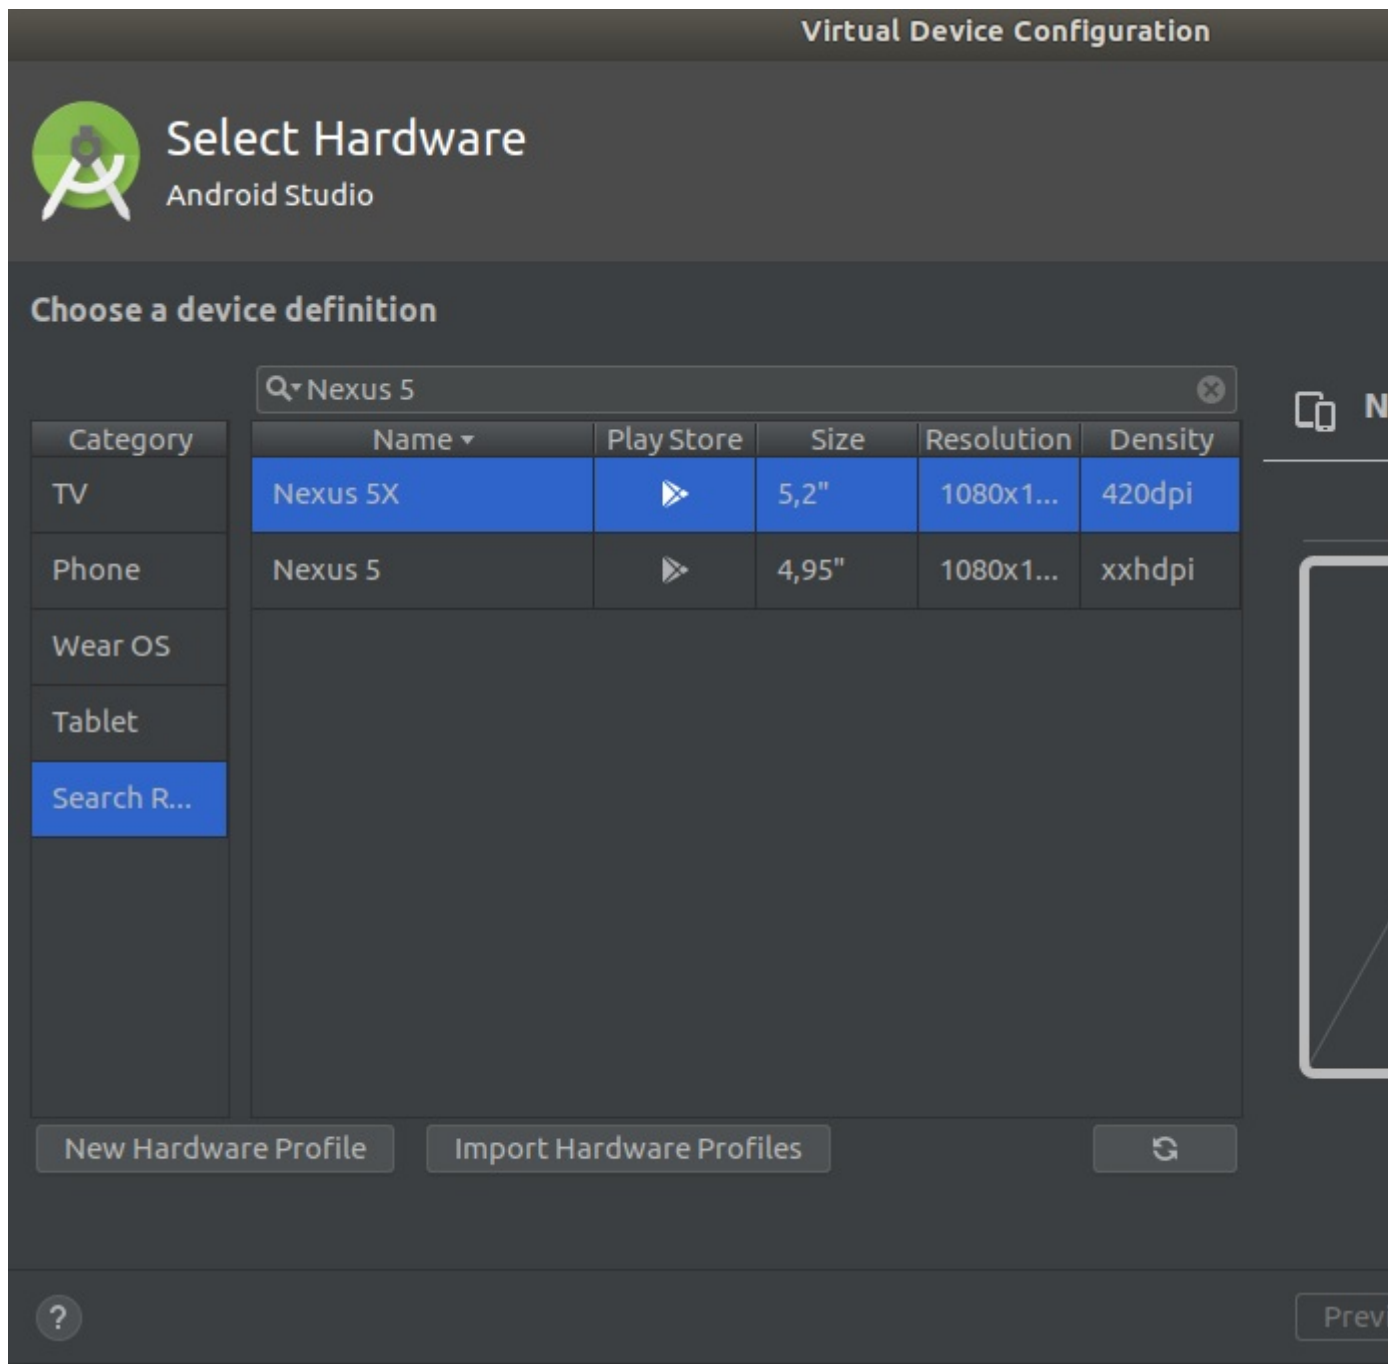 Virtual Device Configuration
Select Hardware
Android Studio
Choose a device definition
Nexus 5
N
Category Name Play Store Size Resolution Density
TV Nexus 5X 5,2" 1080x1... 420dpi
Phone Nexus 5 4,95" 1080x1... xxhdpi
Wear OS
Tablet
Search R...
New Hardware Profile Import Hardware Profiles
? Previ